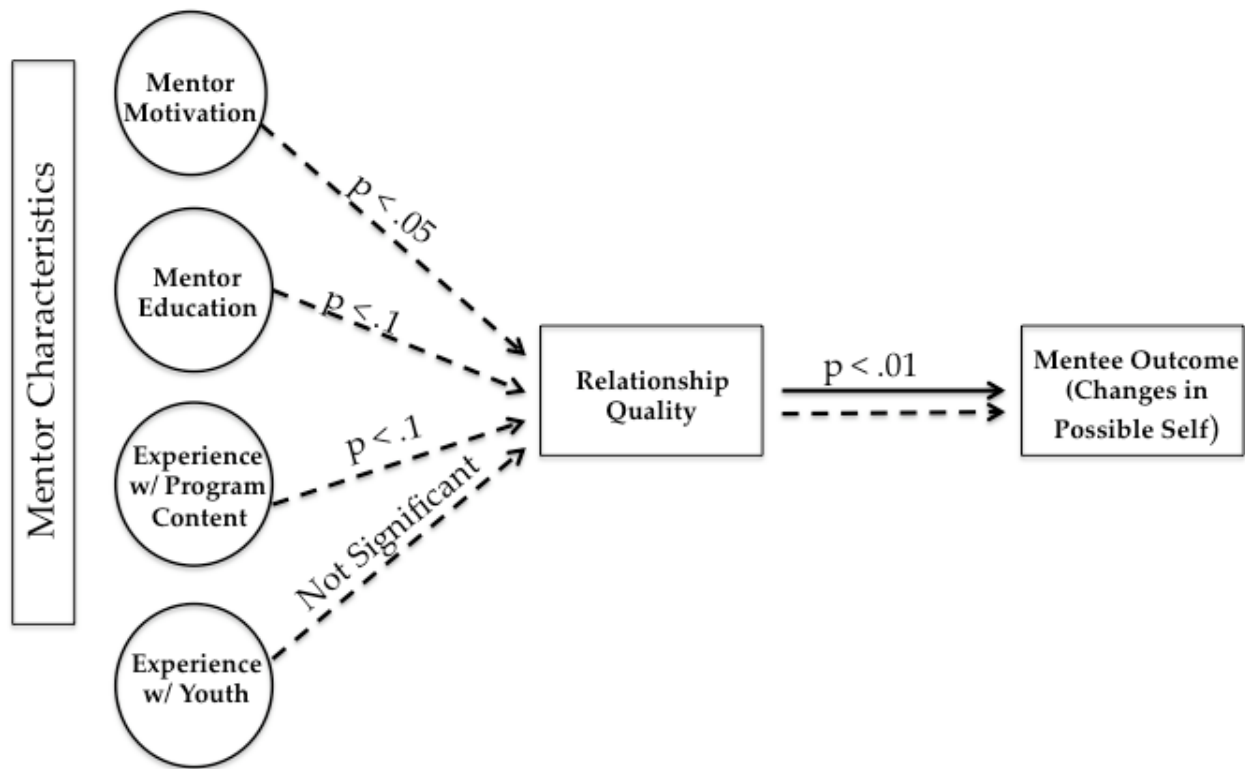 Mentor Characteristics
Mentor
Motivation
p < .05
Mentor
Education
p < .1
Experience
w/ Program
Content
p < .1
Experience
w/ Youth
Not Significant
Relationship
Quality
p < .01
Mentee Outcome
(Changes in
Possible Self)